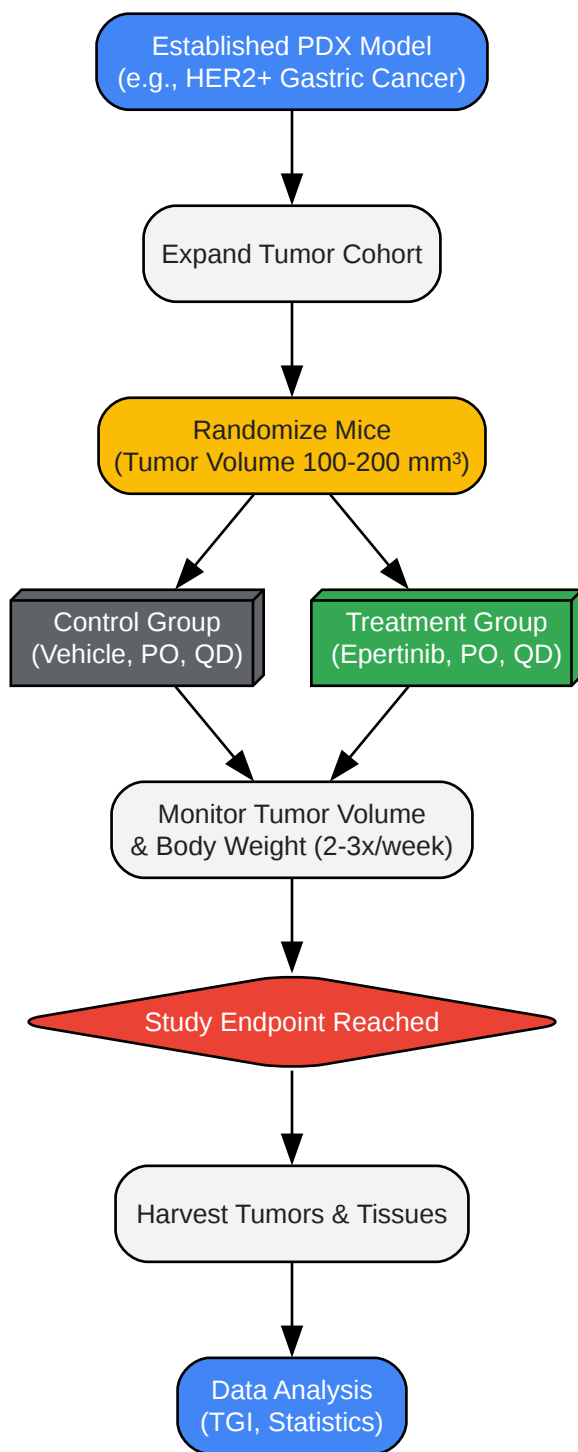 Established PDX Model
(e.g., HER2+ Gastric Cancer)
Expand Tumor Cohort
Randomize Mice
(Tumor Volume 100-200 mm³)
Control Group
(Vehicle, PO, QD)
Treatment Group
(Epertinib, PO, QD)
Monitor Tumor Volume
& Body Weight (2-3x/week)
Study Endpoint Reached
Harvest Tumors & Tissues
Data Analysis
(TGI, Statistics)